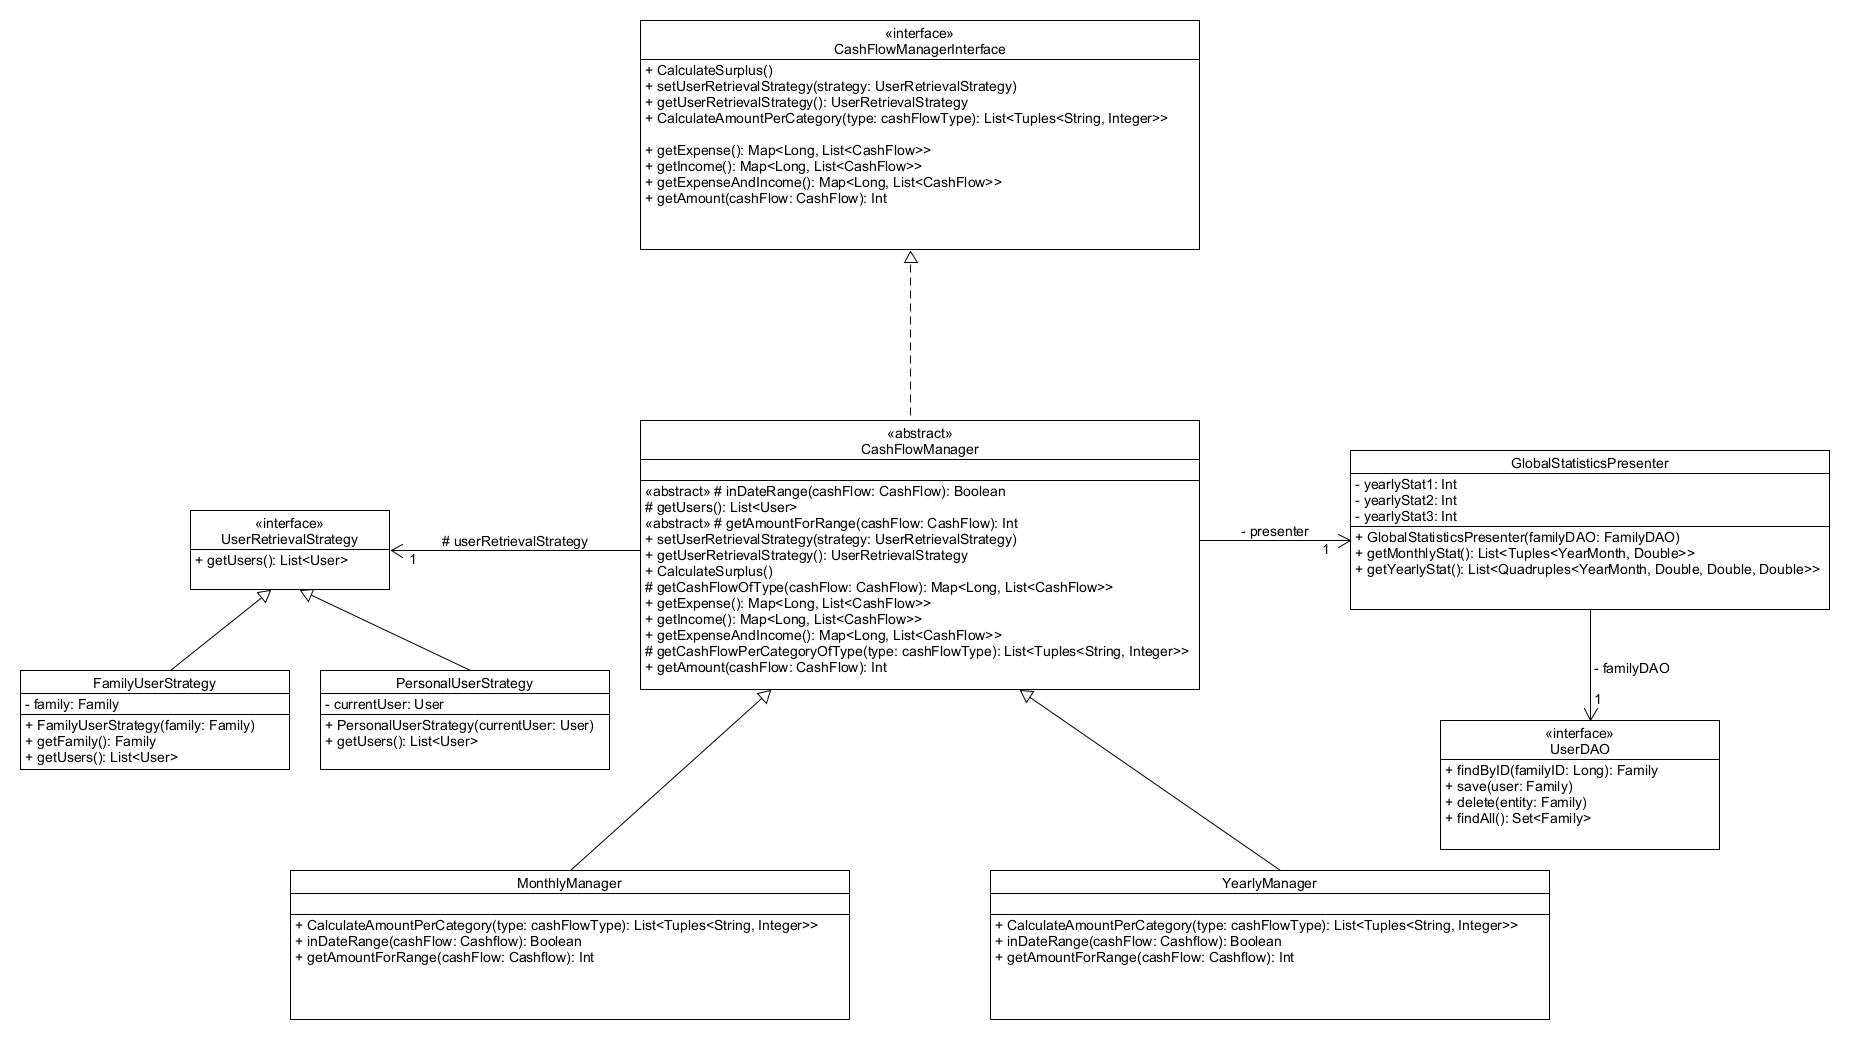 «interface»
CashFlowManagerInterface
+ CalculateSurplus()
+ setUserRetrievalStrategy(strategy: UserRetrievalStrategy)
+ getUserRetrievalStrategy(): UserRetrievalStrategy
+ CalculateAmountPerCategory(type: cashFlowType): List<Tuples<String, Integer>>
+ getExpense(): Map<Long, List<CashFlow>>
+ getIncome(): Map<Long, List<CashFlow>>
+ getExpenseAndIncome(): Map<Long, List<CashFlow>>
+ getAmount(cashFlow: CashFlow): Int
«abstract»
CashFlowManager
«abstract» # inDateRange(cashFlow: CashFlow): Boolean
# getUsers(): List<User>
«abstract» # getAmountForRange(cashFlow: CashFlow): Int
+ setUserRetrievalStrategy(strategy: UserRetrievalStrategy)
+ getUserRetrievalStrategy(): UserRetrievalStrategy
+ CalculateSurplus()
# getCashFlowOfType(cashFlow: CashFlow): Map<Long, List<CashFlow>>
+ getExpense(): Map<Long, List<CashFlow>>
+ getIncome(): Map<Long, List<CashFlow>>
+ getExpenseAndIncome(): Map<Long, List<CashFlow>>
# getCashFlowPerCategoryOfType(type: cashFlowType): List<Tuples<String, Integer>>
+ getAmount(cashFlow: CashFlow): Int
# userRetrievalStrategy
1
«interface»
UserRetrievalStrategy
+ getUsers(): List<User>
- presenter
1
GlobalStatisticsPresenter
- yearlyStat1: Int
- yearlyStat2: Int
- yearlyStat3: Int
+ GlobalStatisticsPresenter(familyDAO: FamilyDAO)
+ getMonthlyStat(): List<Tuples<YearMonth, Double>>
+ getYearlyStat(): List<Quadruples<YearMonth, Double, Double, Double>>
- familyDAO
1
FamilyUserStrategy
- family: Family
+ FamilyUserStrategy(family: Family)
+ getFamily(): Family
+ getUsers(): List<User>
PersonalUserStrategy
- currentUser: User
+ PersonalUserStrategy(currentUser: User)
+ getUsers(): List<User>
«interface»
UserDAO
+ findByID(familyID: Long): Family
+ save(user: Family)
+ delete(entity: Family)
+ findAll(): Set<Family>
MonthlyManager
+ CalculateAmountPerCategory(type: cashFlowType): List<Tuples<String, Integer>>
+ inDateRange(cashFlow: Cashflow): Boolean
+ getAmountForRange(cashFlow: Cashflow): Int
YearlyManager
+ CalculateAmountPerCategory(type: cashFlowType): List<Tuples<String, Integer>>
+ inDateRange(cashFlow: Cashflow): Boolean
+ getAmountForRange(cashFlow: Cashflow): Int